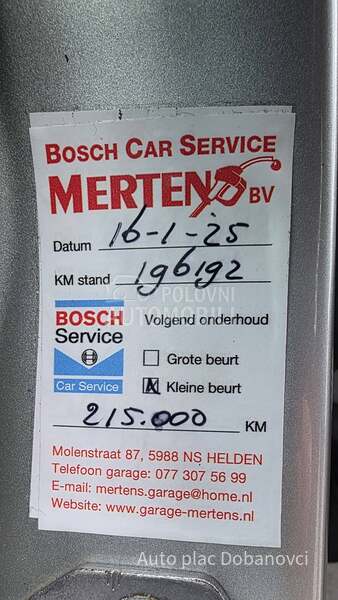 BOSCH CAR SERVICE
MERTENS BV
Datum 16-1-25
KM stand 196192
POLOVNI
AUTOMOBILI
BOSCH
Service
Car Service
Volgend onderhoud
Grote beurt
Kleine beurt
215.000 KM
Molenstraat 87, 5988 NS HELDEN
Telefoon garage: 077 307 56 99
E-mail: mertens.garage@home.nl
Website: www.garage-mertens.nl
Auto plac Dobanovci